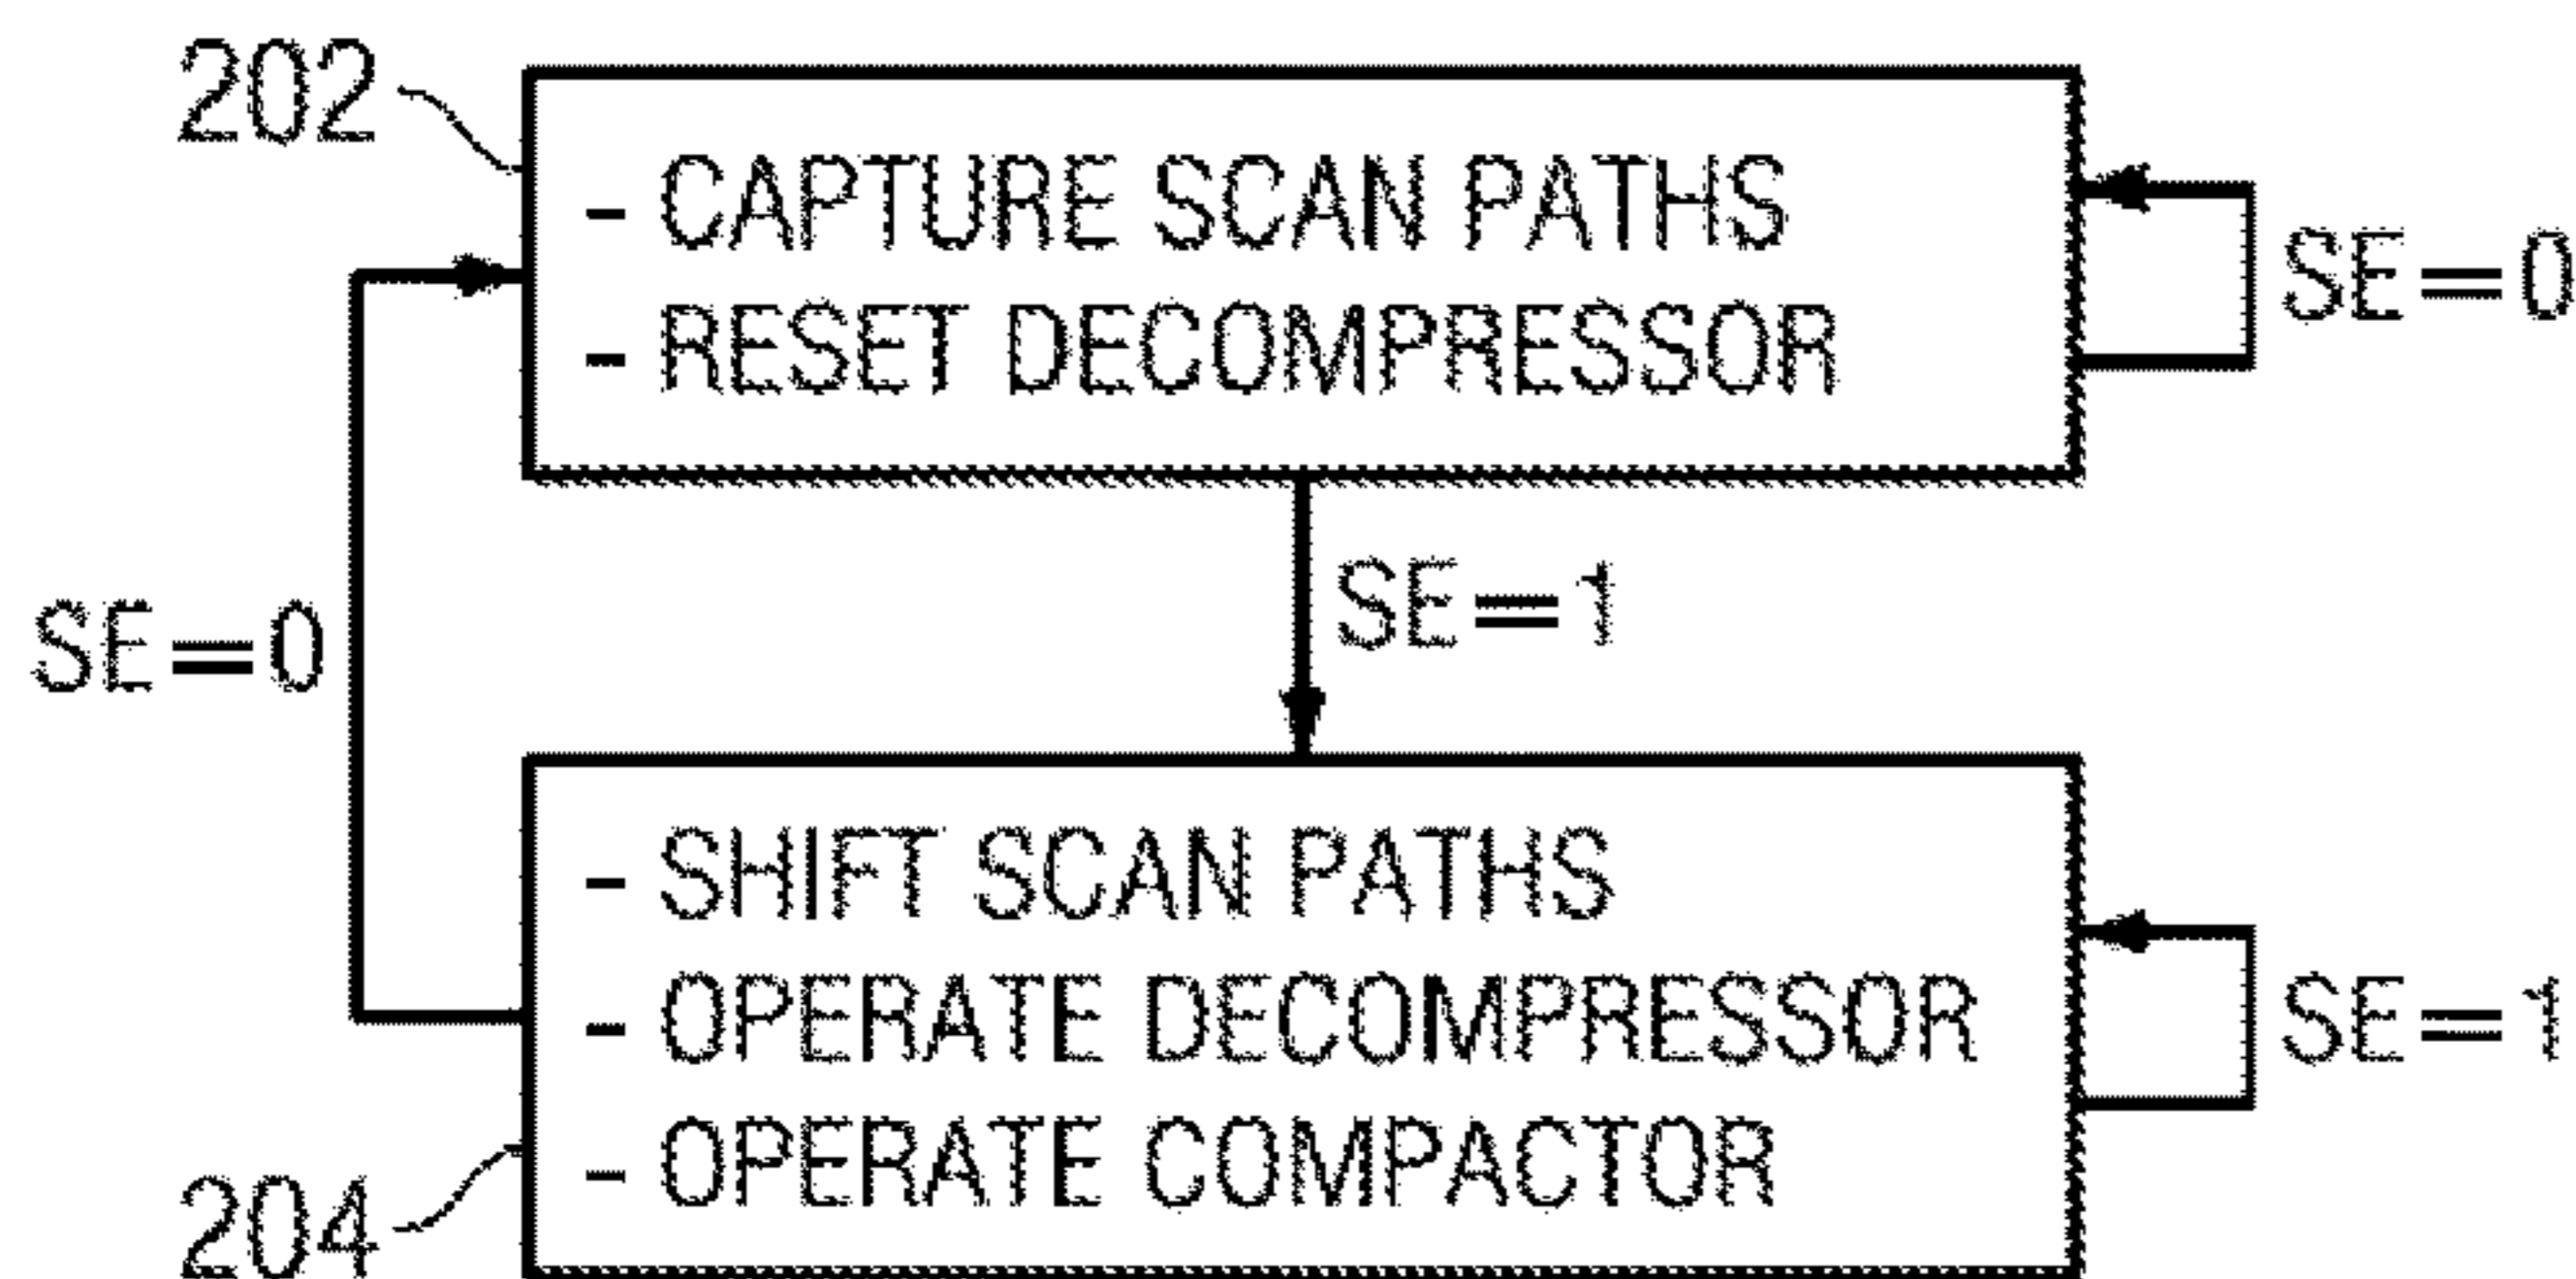 202
- CAPTURE SCAN PATHS
- RESET DECOMPRESSOR
SE=0
SE=1
SE=0
- SHIFT SCAN PATHS
- OPERATE DECOMPRESSOR
- OPERATE COMPACTOR
SE=1
204